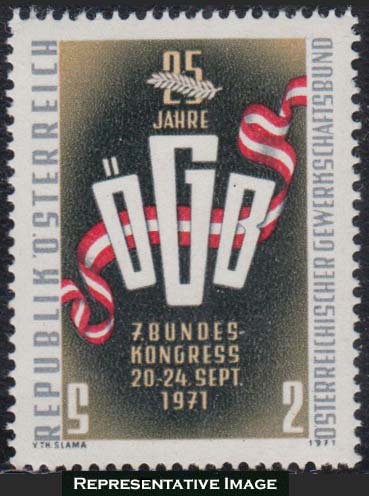 25
JAHRE
ÖGB
7. BUNDES-
KONGRESS
20.-24. SEPT.
1971
S 2
REPUBLIK ÖSTERREICH
ÖSTERREICHISCHER GEWERKSCHAFTSBUND
V. TH. SLAMA
1971
REPRESENTATIVE IMAGE